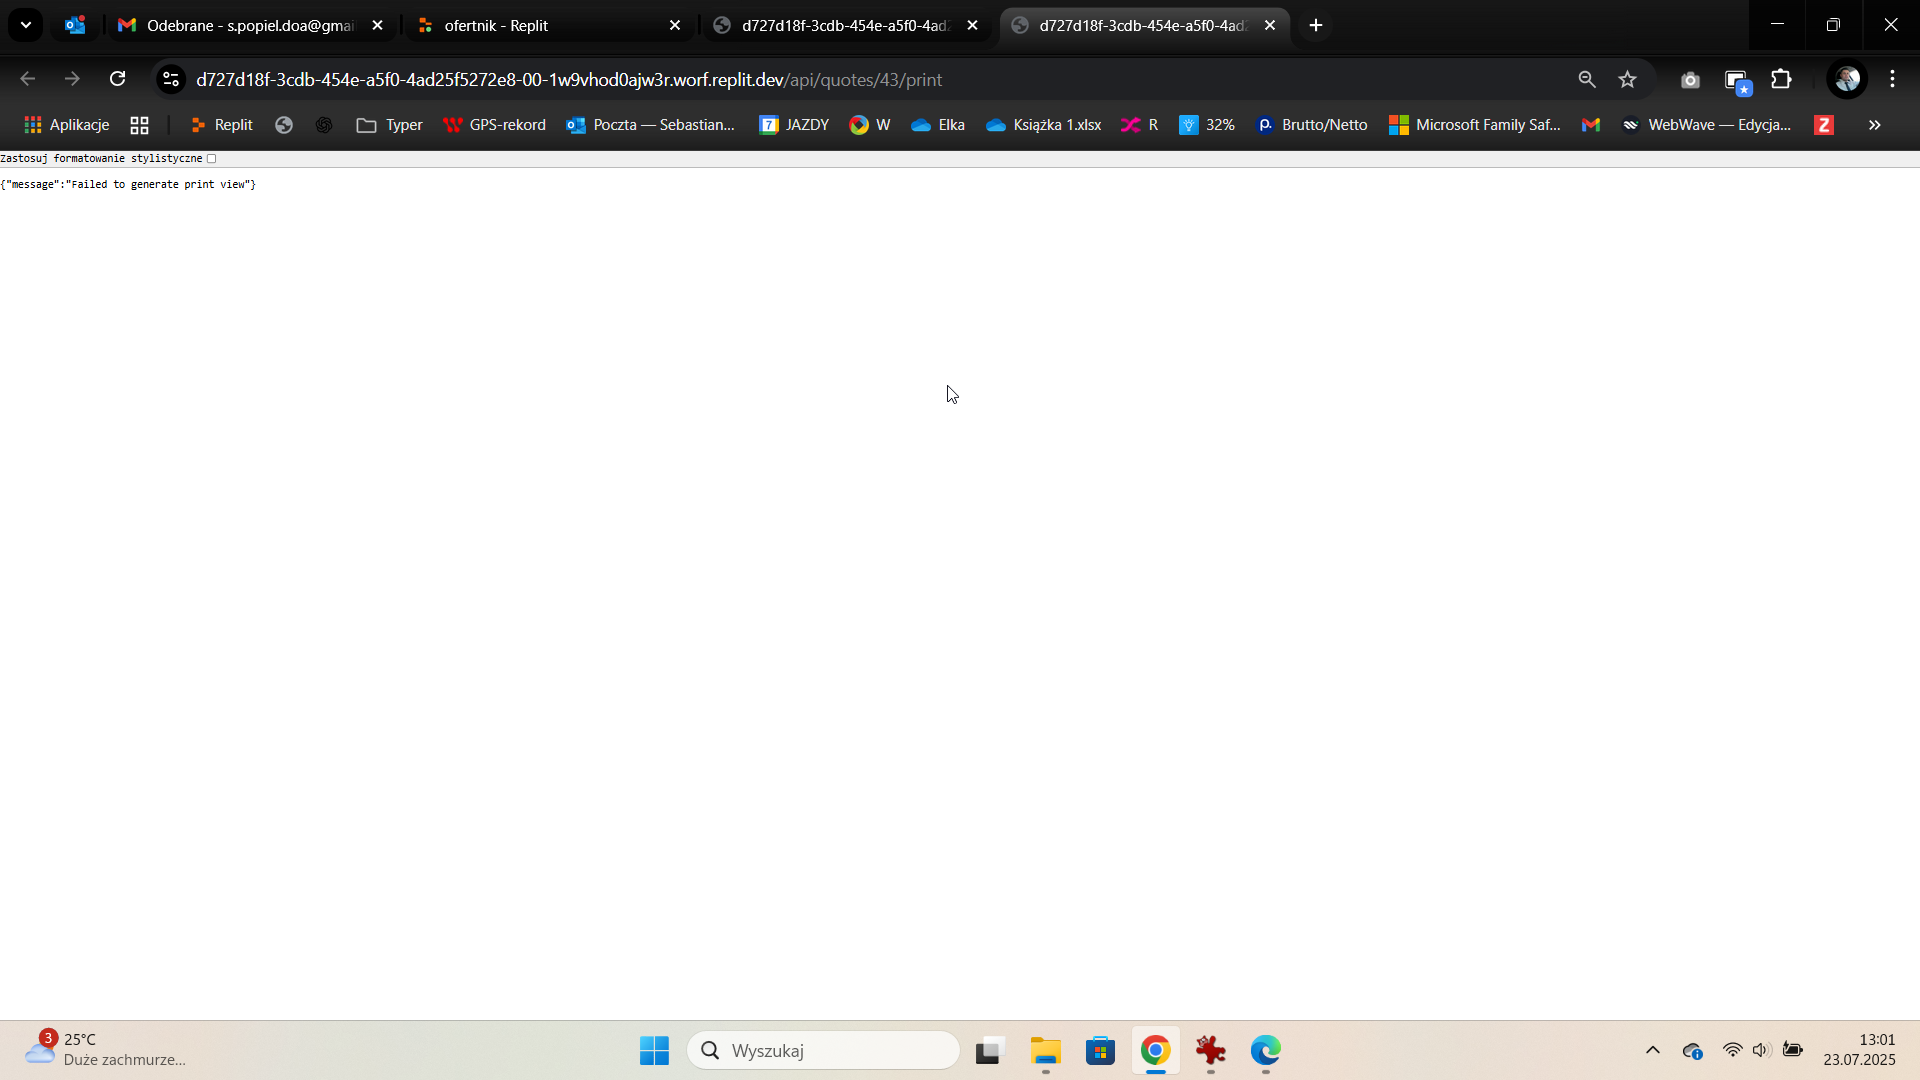 Odebrane - s.popiel.doa@gmai
ofertnik - Replit
d727d18f-3cdb-454e-a5f0-4ad2
d727d18f-3cdb-454e-a5f0-4ad2
d727d18f-3cdb-454e-a5f0-4ad25f5272e8-00-1w9vhod0ajw3r.worf.replit.dev/api/quotes/43/print
Aplikacje
Replit
Typer
GPS-rekord
Poczta — Sebastian...
7
JAZDY
W
Elka
Książka 1.xlsx
R
32%
p.
Brutto/Netto
Microsoft Family Saf...
WebWave — Edycja...
Z
»
Zastosuj formatowanie stylistyczne
{"message":"Failed to generate print view"}
3
25°C
Duże zachmurze...
Wyszukaj
13:01
23.07.2025